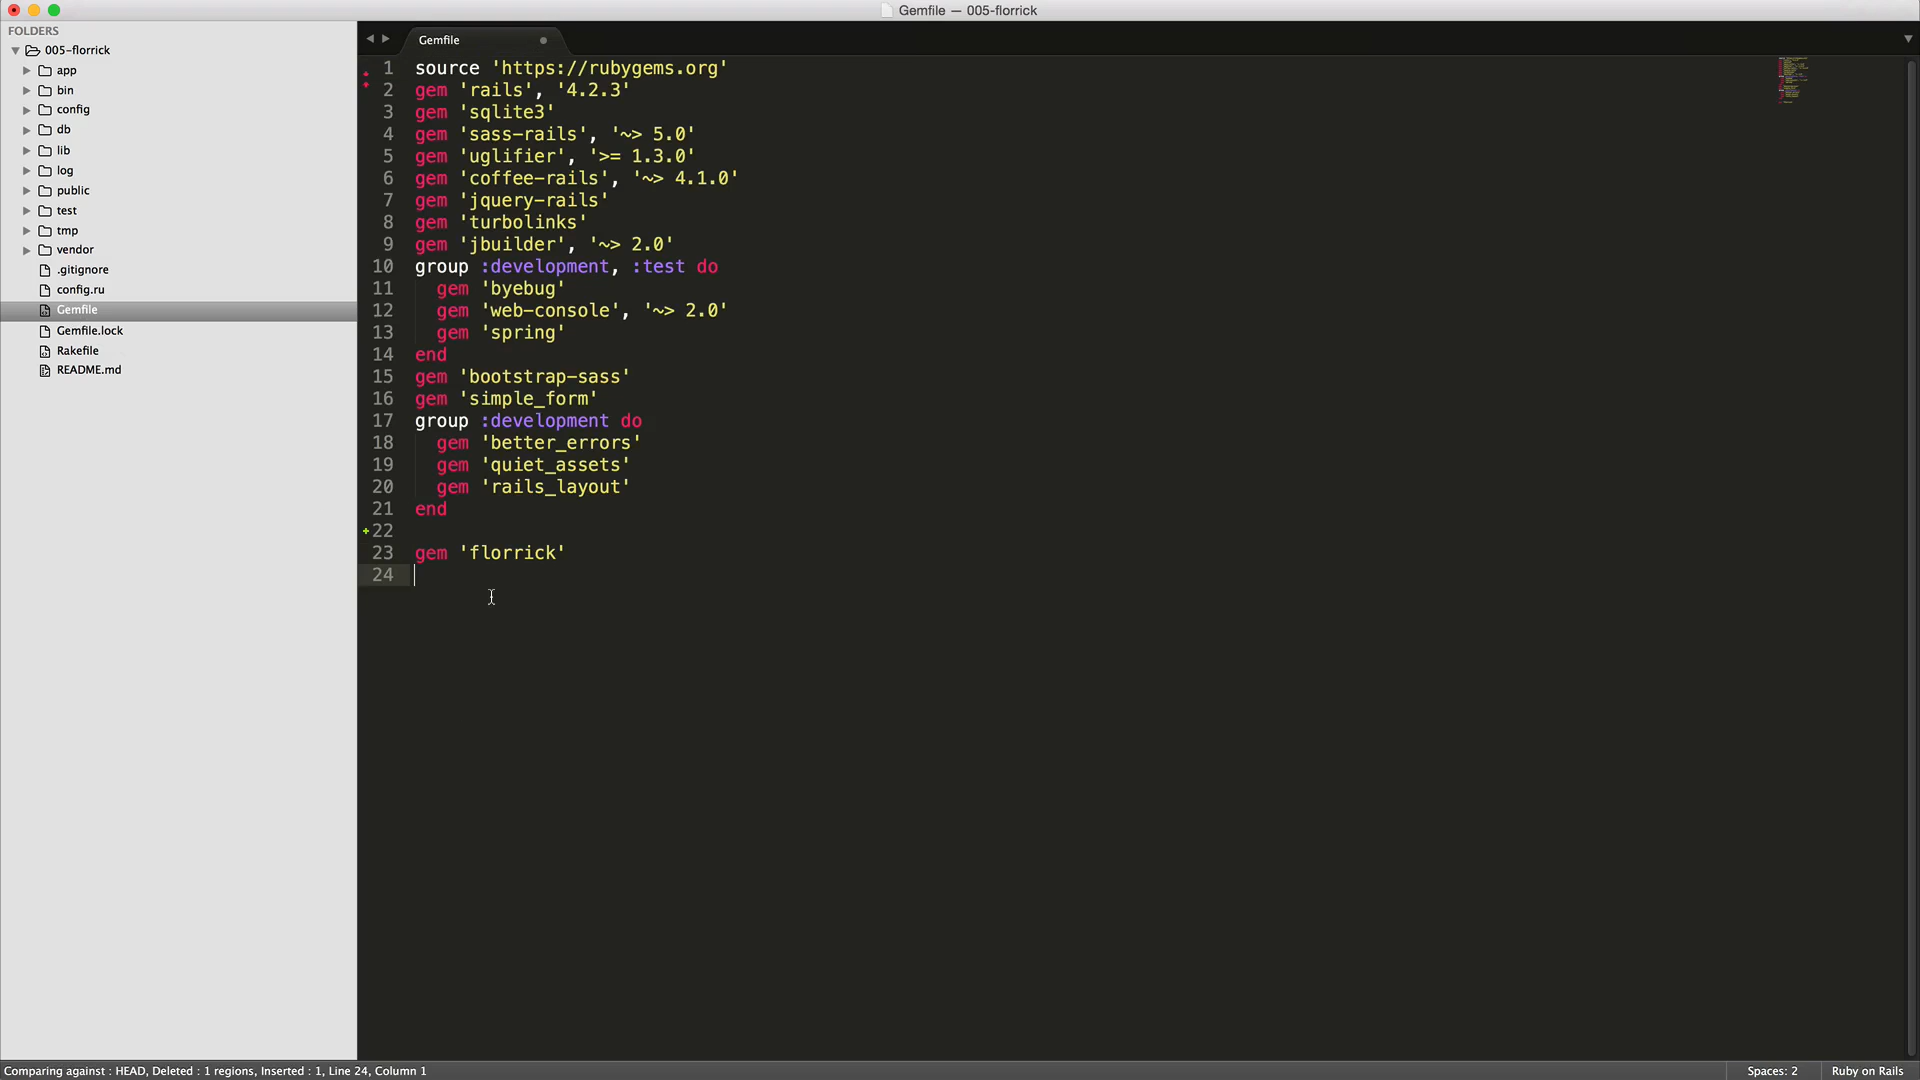 Gemfile — 005-florrick
FOLDERS
005-florrick
app
bin
config
db
lib
log
public
test
tmp
vendor
.gitignore
config.ru
Gemfile
Gemfile.lock
Rakefile
README.md
Gemfile
1 source 'https://rubygems.org'
2 gem 'rails', '4.2.3'
3 gem 'sqlite3'
4 gem 'sass-rails', '~> 5.0'
5 gem 'uglifier', '>= 1.3.0'
6 gem 'coffee-rails', '~> 4.1.0'
7 gem 'jquery-rails'
8 gem 'turbolinks'
9 gem 'jbuilder', '~> 2.0'
10 group :development, :test do
11 gem 'byebug'
12 gem 'web-console', '~> 2.0'
13 gem 'spring'
14 end
15 gem 'bootstrap-sass'
16 gem 'simple_form'
17 group :development do
18 gem 'better_errors'
19 gem 'quiet_assets'
20 gem 'rails_layout'
21 end
22
23 gem 'florrick'
24
Comparing against : HEAD, Deleted : 1 regions, Inserted : 1, Line 24, Column 1
Spaces: 2
Ruby on Rails